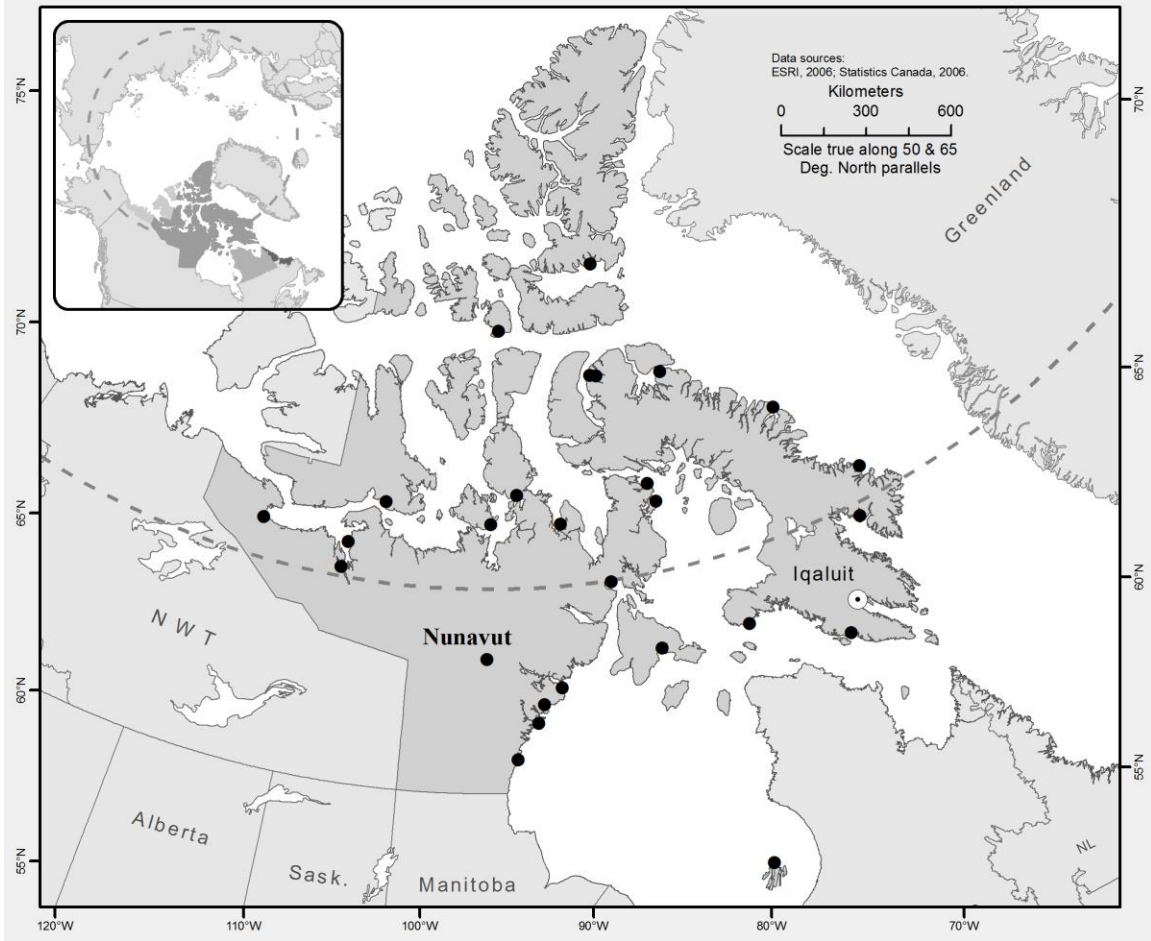 Data sources:
ESRI, 2006; Statistics Canada, 2006.
Kilometers
0 300 600
Scale true along 50 & 65
Deg. North parallels
75°N
70°N
Greenland
70°N
65°N
65°N
Iqaluit
60°N
NWT
Nunavut
60°N
55°N
Alberta
Sask.
Manitoba
NL
55°N
120°W 110°W 100°W 90°W 80°W 70°W